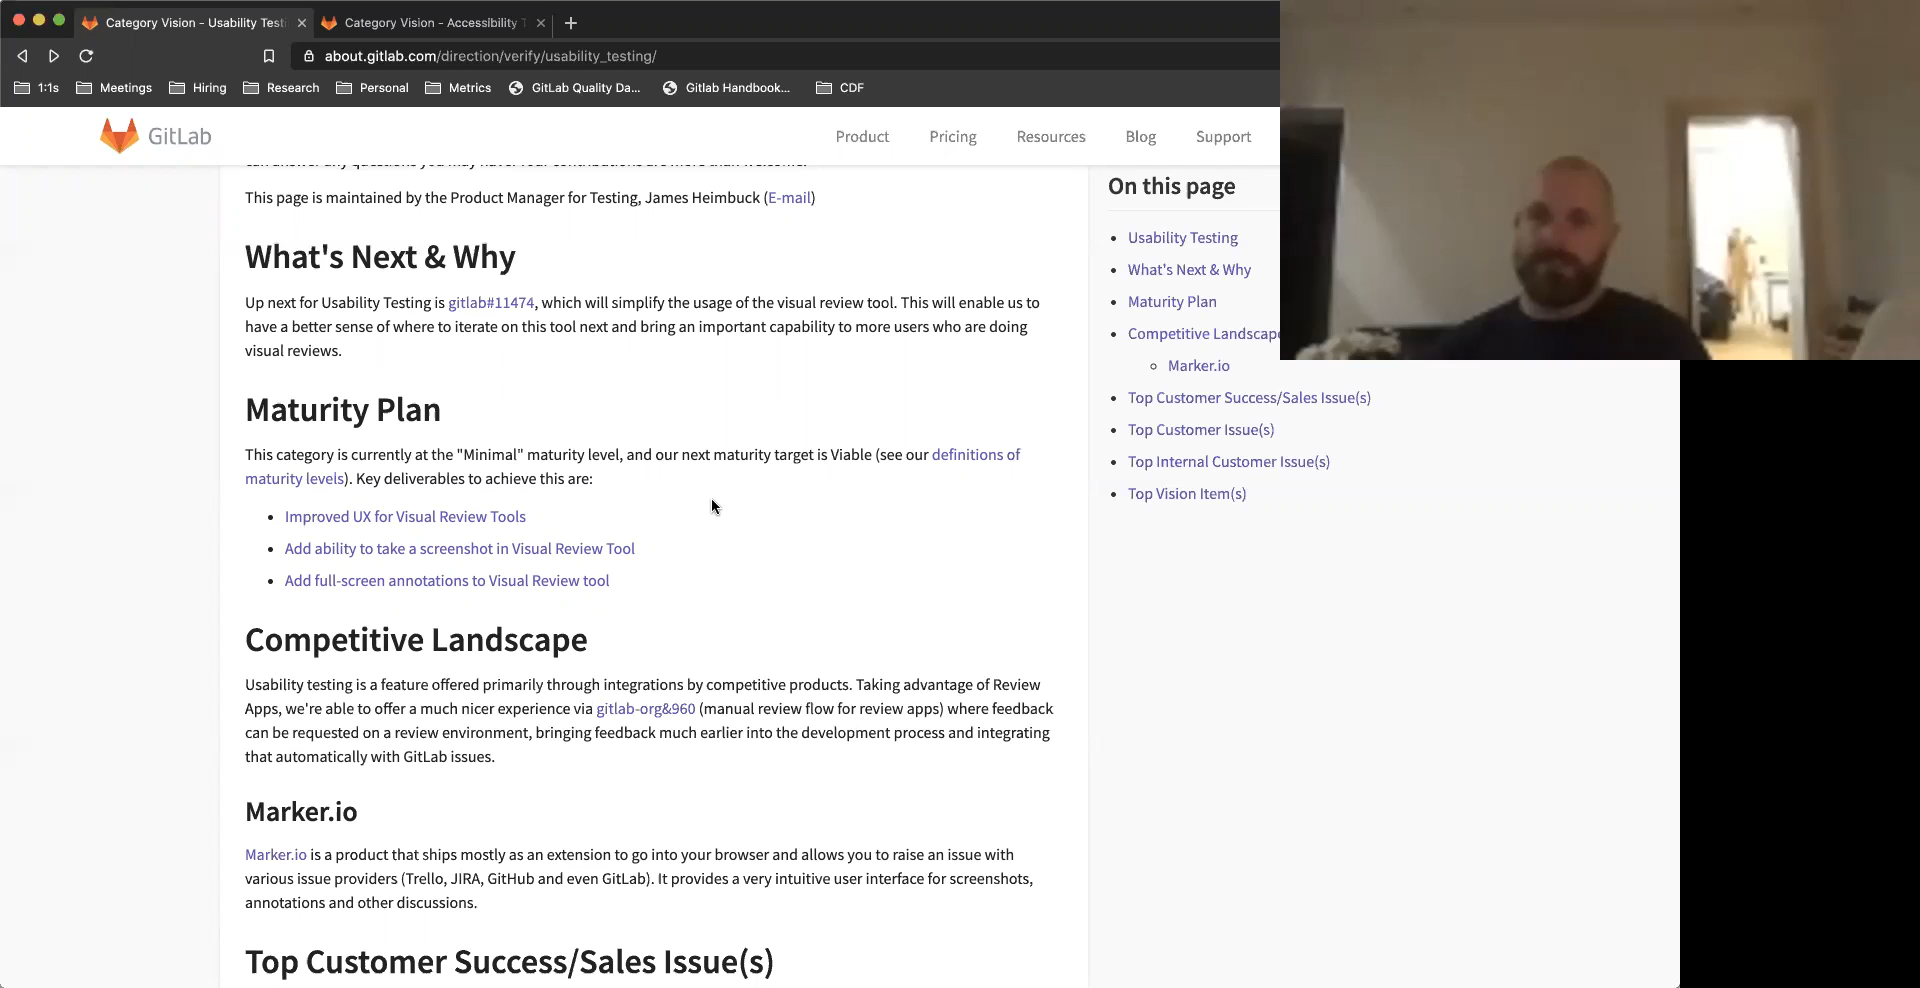 Category Vision - Usability Testi
Category Vision - Accessibility T
about.gitlab.com/direction/verify/usability_testing/
1:1s
Meetings
Hiring
Research
Personal
Metrics
GitLab Quality Da...
Gitlab Handbook...
CDF
GitLab
Product
Pricing
Resources
Blog
Support
can answer any questions you may have. Your contributions are more than welcome.
This page is maintained by the Product Manager for Testing, James Heimbuck (E-mail)
What's Next & Why
Up next for Usability Testing is gitlab#11474, which will simplify the usage of the visual review tool. This will enable us to
have a better sense of where to iterate on this tool next and bring an important capability to more users who are doing
visual reviews.
Maturity Plan
This category is currently at the "Minimal" maturity level, and our next maturity target is Viable (see our definitions of
maturity levels). Key deliverables to achieve this are:
• Improved UX for Visual Review Tools
• Add ability to take a screenshot in Visual Review Tool
• Add full-screen annotations to Visual Review tool
Competitive Landscape
Usability testing is a feature offered primarily through integrations by competitive products. Taking advantage of Review
Apps, we're able to offer a much nicer experience via gitlab-org&960 (manual review flow for review apps) where feedback
can be requested on a review environment, bringing feedback much earlier into the development process and integrating
that automatically with GitLab issues.
Marker.io
Marker.io is a product that ships mostly as an extension to go into your browser and allows you to raise an issue with
various issue providers (Trello, JIRA, GitHub and even GitLab). It provides a very intuitive user interface for screenshots,
annotations and other discussions.
Top Customer Success/Sales Issue(s)
On this page
• Usability Testing
• What's Next & Why
• Maturity Plan
• Competitive Landscape
◦ Marker.io
• Top Customer Success/Sales Issue(s)
• Top Customer Issue(s)
• Top Internal Customer Issue(s)
• Top Vision Item(s)